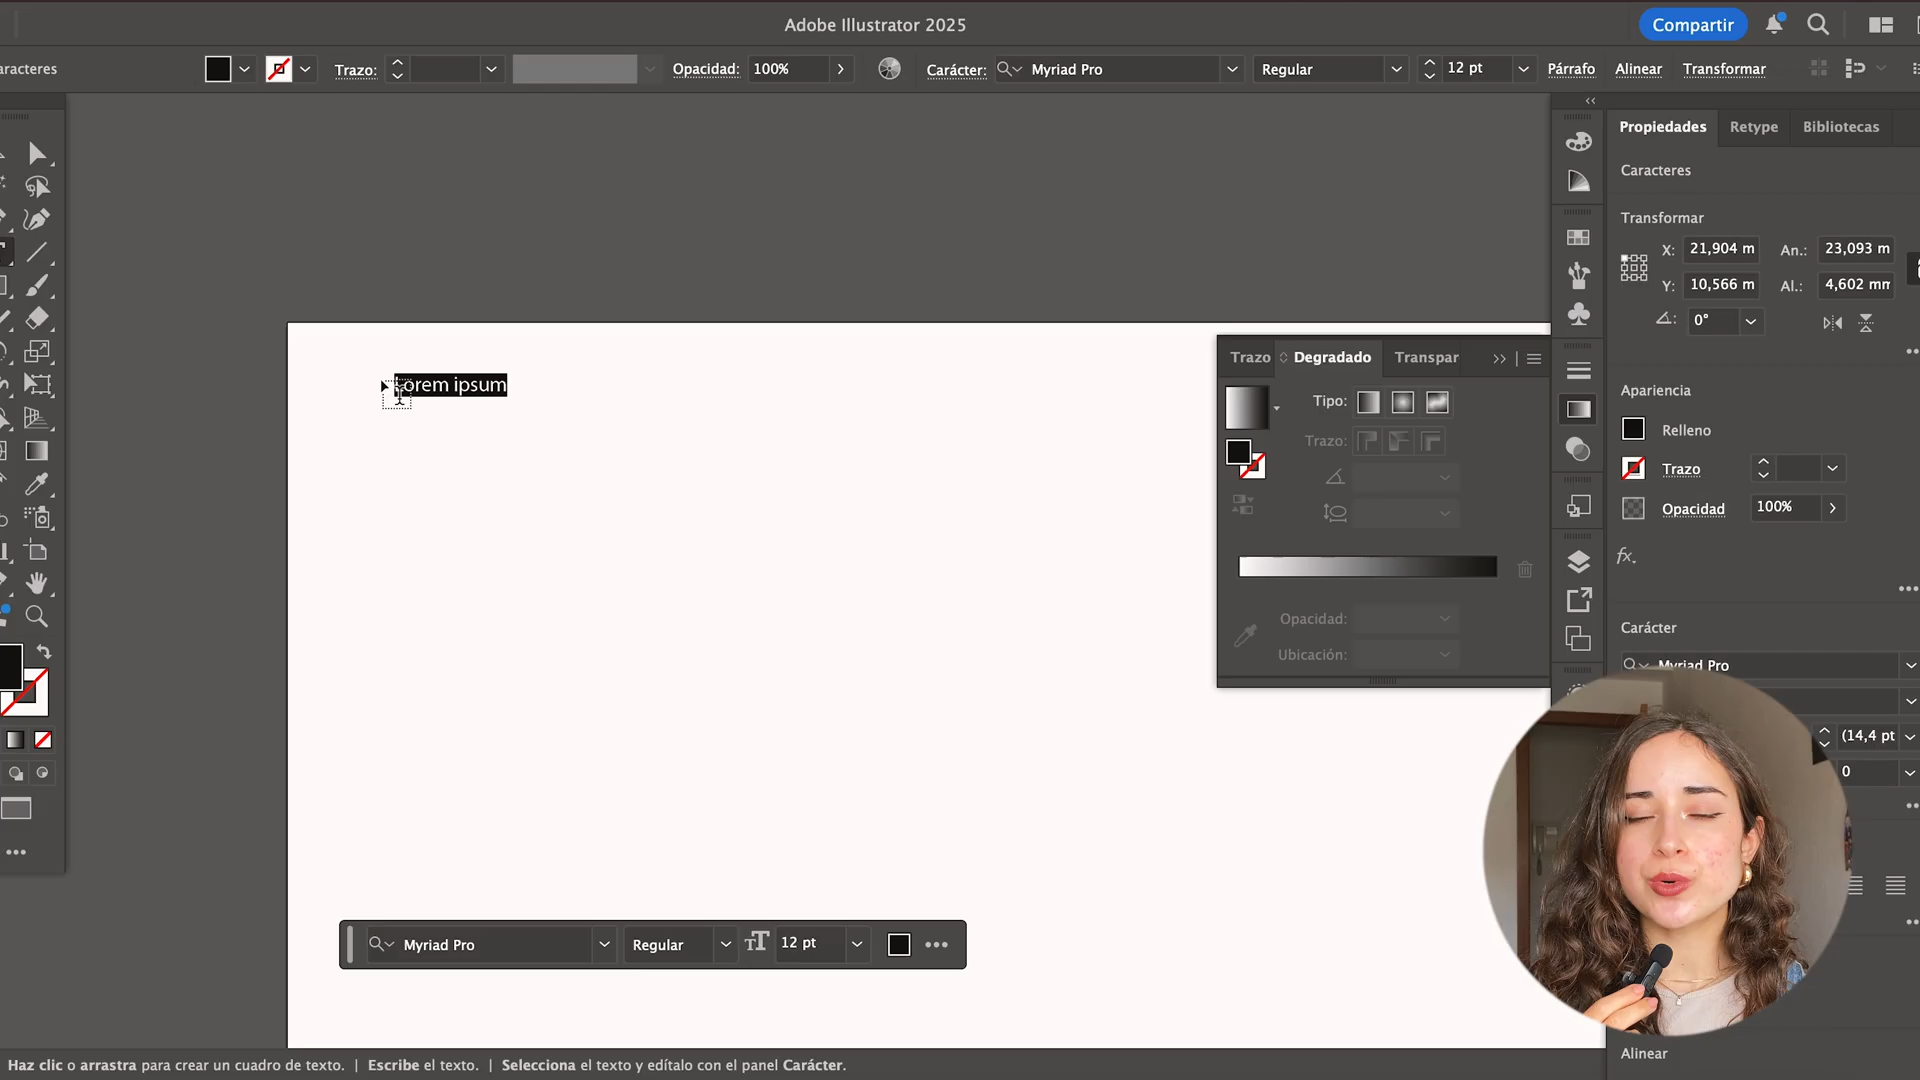 Adobe Illustrator 2025
Compartir
aracteres
Trazo:
Opacidad: 100%
Carácter: Myriad Pro
Regular
12 pt
Párrafo
Alinear
Transformar
Propiedades Retype Bibliotecas
Caracteres
Transformar
X: 21,904 m An.: 23,093 m
Y: 10,566 m Al.: 4,602 mm
0°
Lorem ipsum
Trazo Degradado Transpar
Tipo:
Trazo:
Opacidad:
Ubicación:
Apariencia
Relleno
Trazo
Opacidad 100%
fx.
Carácter
Myriad Pro
(14,4 pt
0
Myriad Pro Regular 12 pt
Alinear
Haz clic o arrastra para crear un cuadro de texto. | Escribe el texto. | Selecciona el texto y edítalo con el panel Carácter.